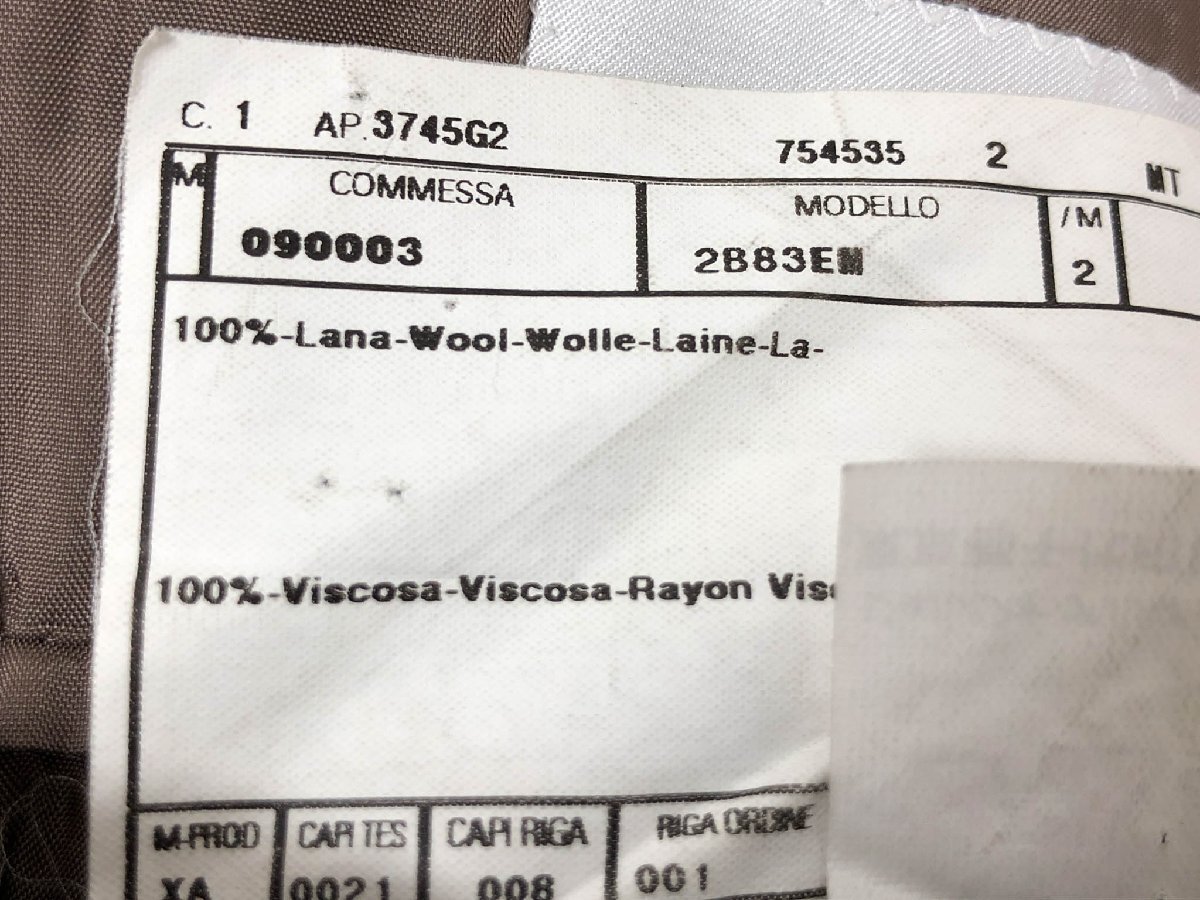 C. 1 AP.3745G2 754535 2 MT
M COMMESSA MODELLO /M
090003 2B83EM 2
100%-Lana-Wool-Wolle-Laine-La-
100%-Viscosa-Viscosa-Rayon Vis
M-PROD CAPI TES CAPI RIGA RIGA ORDINE
XA 0021 008 001